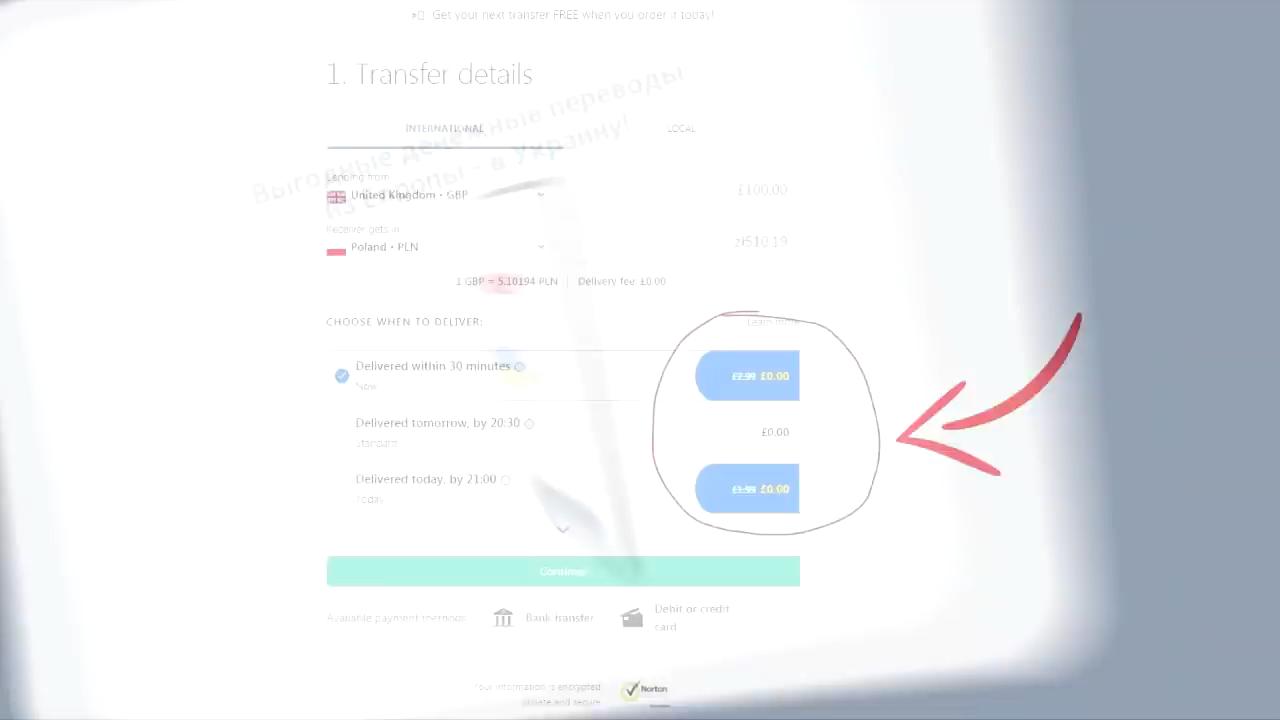 Get your next transfer FREE when you order it today!
1. Transfer details
Выгодные денежные переводы
из Европы - в Украину!
INTERNATIONAL
LOCAL
Sending from
United Kingdom • GBP
£100.00
Receiver gets in
Poland • PLN
zł510.19
1 GBP = 5.10194 PLN
Delivery fee: £0.00
CHOOSE WHEN TO DELIVER:
Learn more
Delivered within 30 minutes
£2.99 £0.00
Now
Delivered tomorrow, by 20:30
£0.00
Standard
Delivered today, by 21:00
£1.99 £0.00
Today
Continue
Available payment methods
Bank transfer
Debit or credit
card
Your information is encrypted
private and secure
Norton